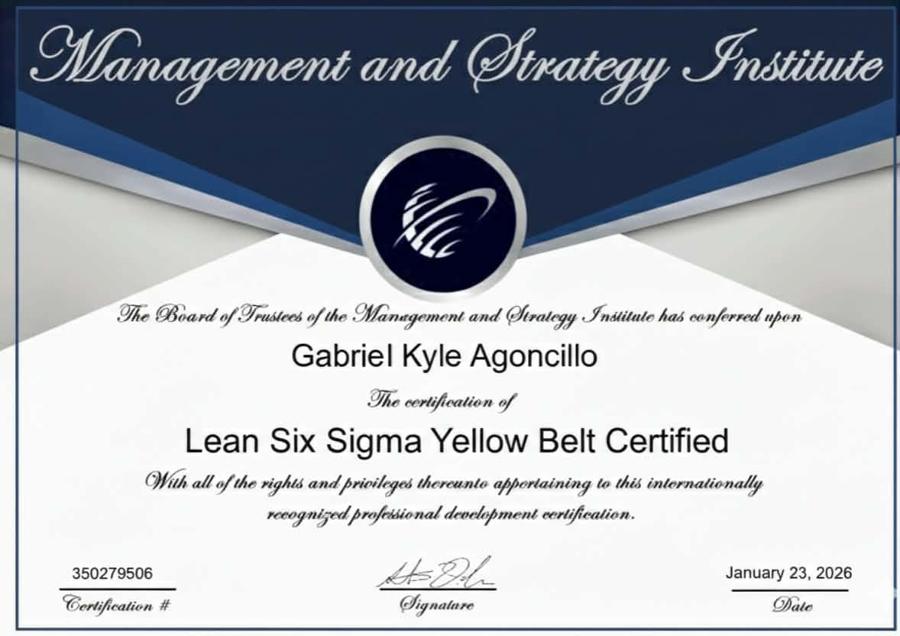 Management and Strategy Institute
The Board of Trustees of the Management and Strategy Institute has conferred upon
Gabriel Kyle Agoncillo
The certification of
Lean Six Sigma Yellow Belt Certified
With all of the rights and privileges thereunto appertaining to this internationally
recognized professional development certification.
350279506
January 23, 2026
Certification #
Signature
Date